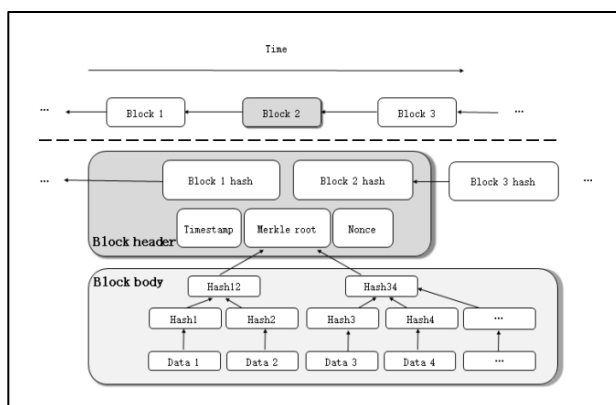 Time
... Block 1 Block 2 Block 3 ...
... Block 1 hash Block 2 hash Block 3 hash ...
Timestamp Merkle root Nonce
Block header
Block body
Hash12 Hash34
Hash1 Hash2 Hash3 Hash4 ...
Data 1 Data 2 Data 3 Data 4 ...